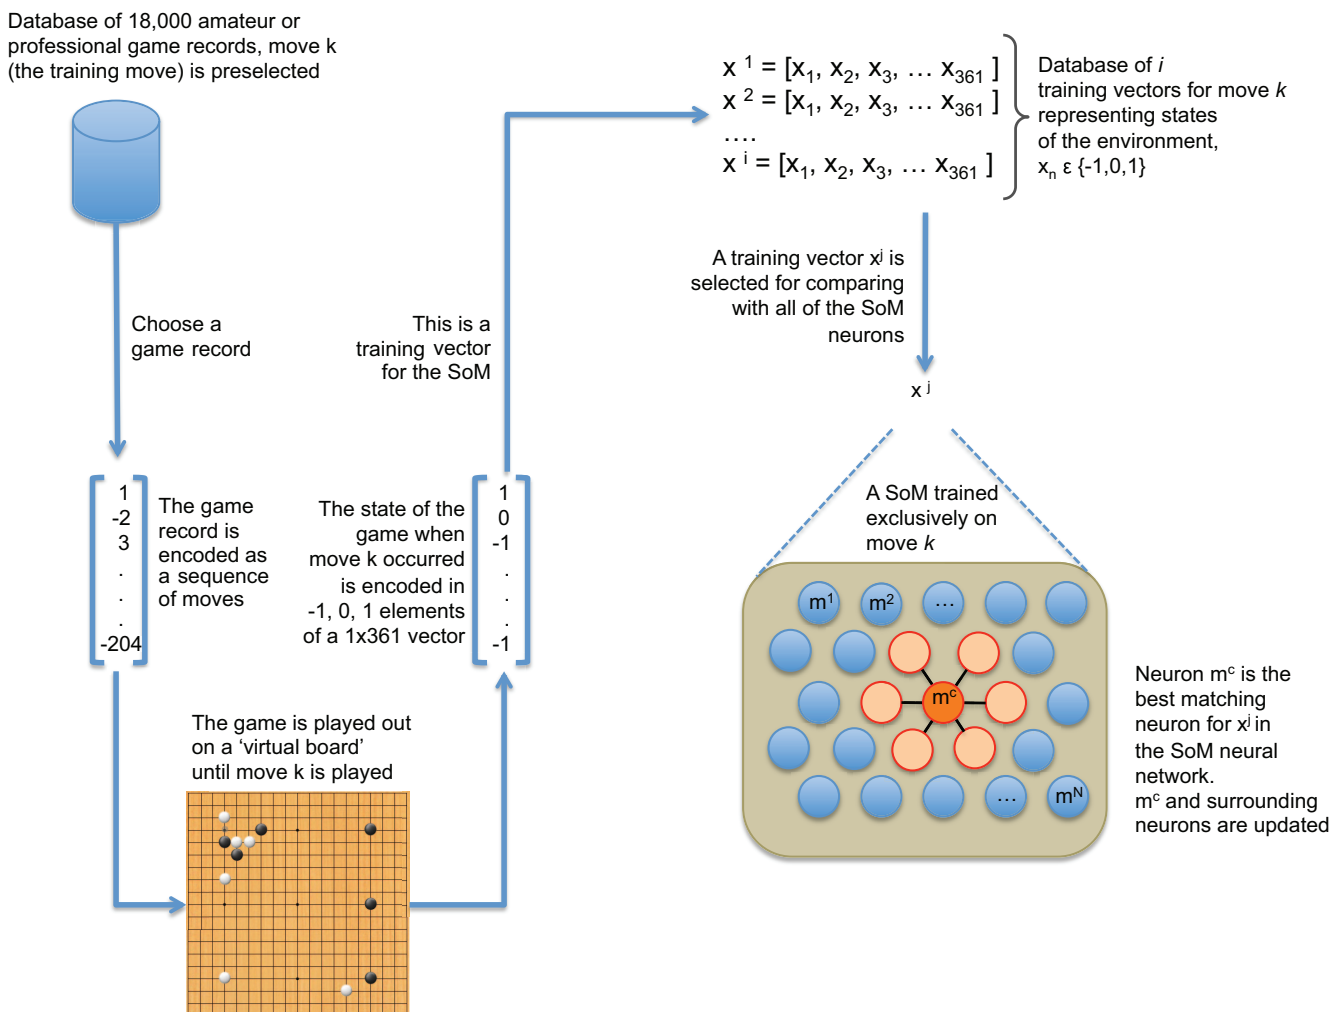 Database of 18,000 amateur or
professional game records, move k
(the training move) is preselected
Choose a
game record
1
-2
3
.
.
.
-204
The game
record is
encoded as
a sequence
of moves
The game is played out
on a ‘virtual board’
until move k is played
The state of the
game when
move k occurred
is encoded in
-1, 0, 1 elements
of a 1x361 vector
1
0
-1
.
.
.
-1
This is a
training vector
for the SoM
x 1 = [x1, x2, x3, … x361 ]
x 2 = [x1, x2, x3, … x361 ]
….
x i = [x1, x2, x3, … x361 ]
Database of i
training vectors for move k
representing states
of the environment,
xn ε {-1,0,1}
A training vector xj is
selected for comparing
with all of the SoM
neurons
x j
A SoM trained
exclusively on
move k
m1 m2 …
mc
… mN
Neuron mc is the
best matching
neuron for xj in
the SoM neural
network.
mc and surrounding
neurons are updated